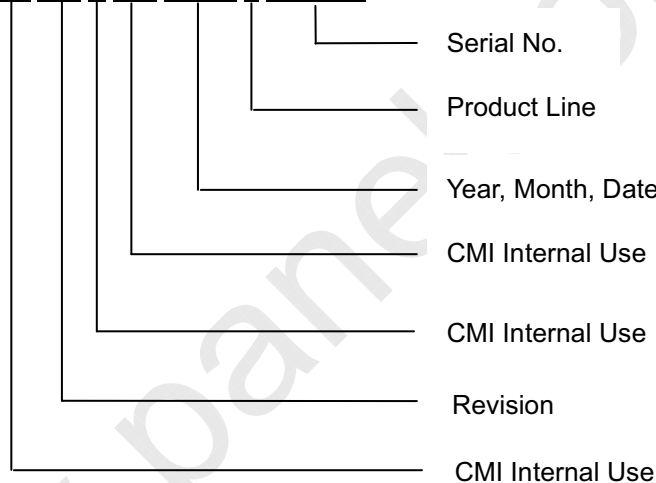 Serial No.
Product Line
Year, Month, Date
CMI Internal Use
CMI Internal Use
Revision
CMI Internal Use